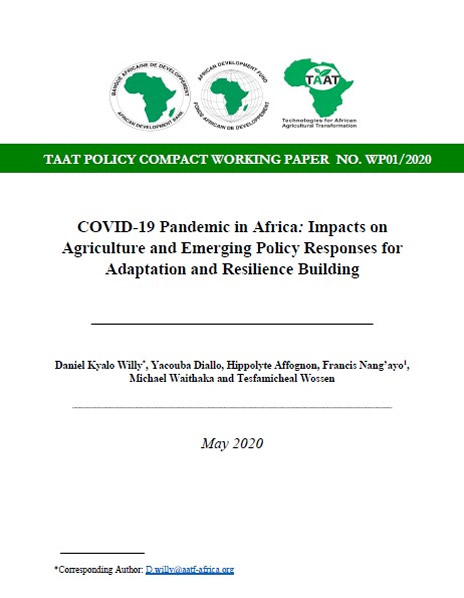 BANQUE AFRICAINE DE DEVELOPPEMENT
AFRICAN DEVELOPMENT BANK
AFRICAN DEVELOPMENT FUND
FONDS AFRICAIN DE DEVELOPPEMENT
TAAT
Technologies for African
Agricultural Transformation
TAAT POLICY COMPACT WORKING PAPER NO. WP01/2020
COVID-19 Pandemic in Africa: Impacts on
Agriculture and Emerging Policy Responses for
Adaptation and Resilience Building
Daniel Kyalo Willy*, Yacouba Diallo, Hippolyte Affognon, Francis Nang'ayo¹,
Michael Waithaka and Tesfamicheal Wossen
May 2020
*Corresponding Author: D.willy@aatf-africa.org